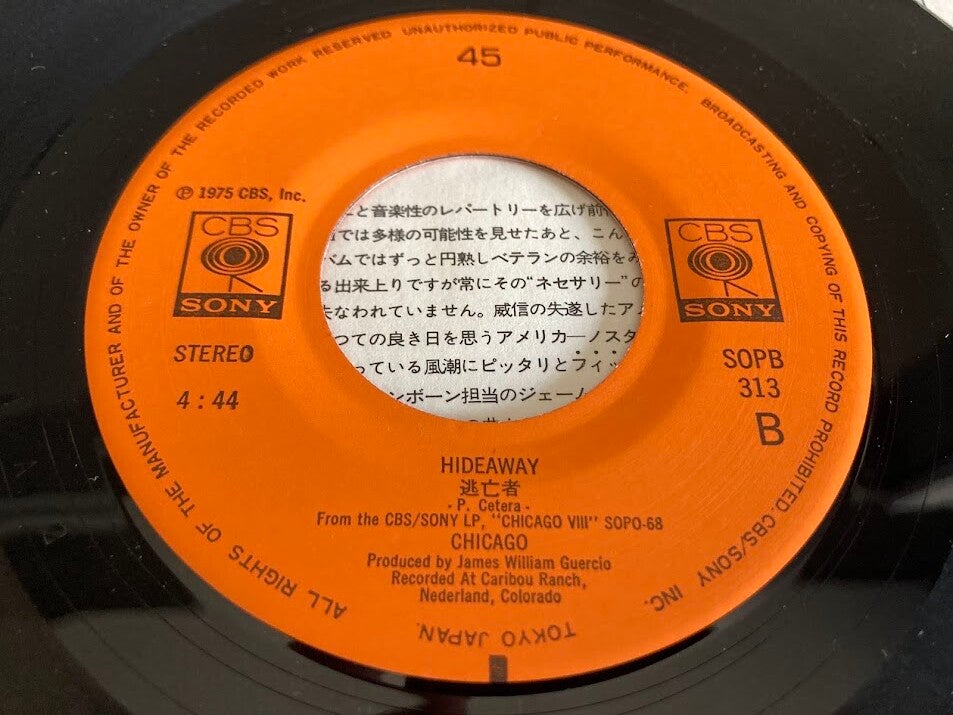 45
ALL RIGHTS OF THE MANUFACTURER AND OF THE OWNER OF THE RECORDED WORK RESERVED UNAUTHORIZED PUBLIC PERFORMANCE. BROADCASTING AND COPYING OF THIS RECORD PROHIBITED. CBS/SONY INC. TOKYO JAPAN.
℗ 1975 CBS, Inc.
CBS
SONY
STEREO
4 : 44
と音楽性のレパートリーを広げ前
では多様の可能性を見せたあと、こん
バムではずっと円熟しベテランの余裕をみ
る出来上りですが常にその“ネセサリー”の
なわれていません。威信の失遂したア
つての良き日を思うアメリカ―ノスタ
っている風潮にピッタリとフィッ
ンボーン担当のジェー
CBS
SONY
SOPB
313
B
HIDEAWAY
逃亡者
- P. Cetera -
From the CBS/SONY LP, "CHICAGO VIII" SOPO-68
CHICAGO
Produced by James William Guercio
Recorded At Caribou Ranch,
Nederland, Colorado